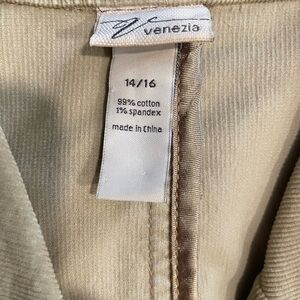 venezia
14/16
99% cotton
1% spandex
made in China